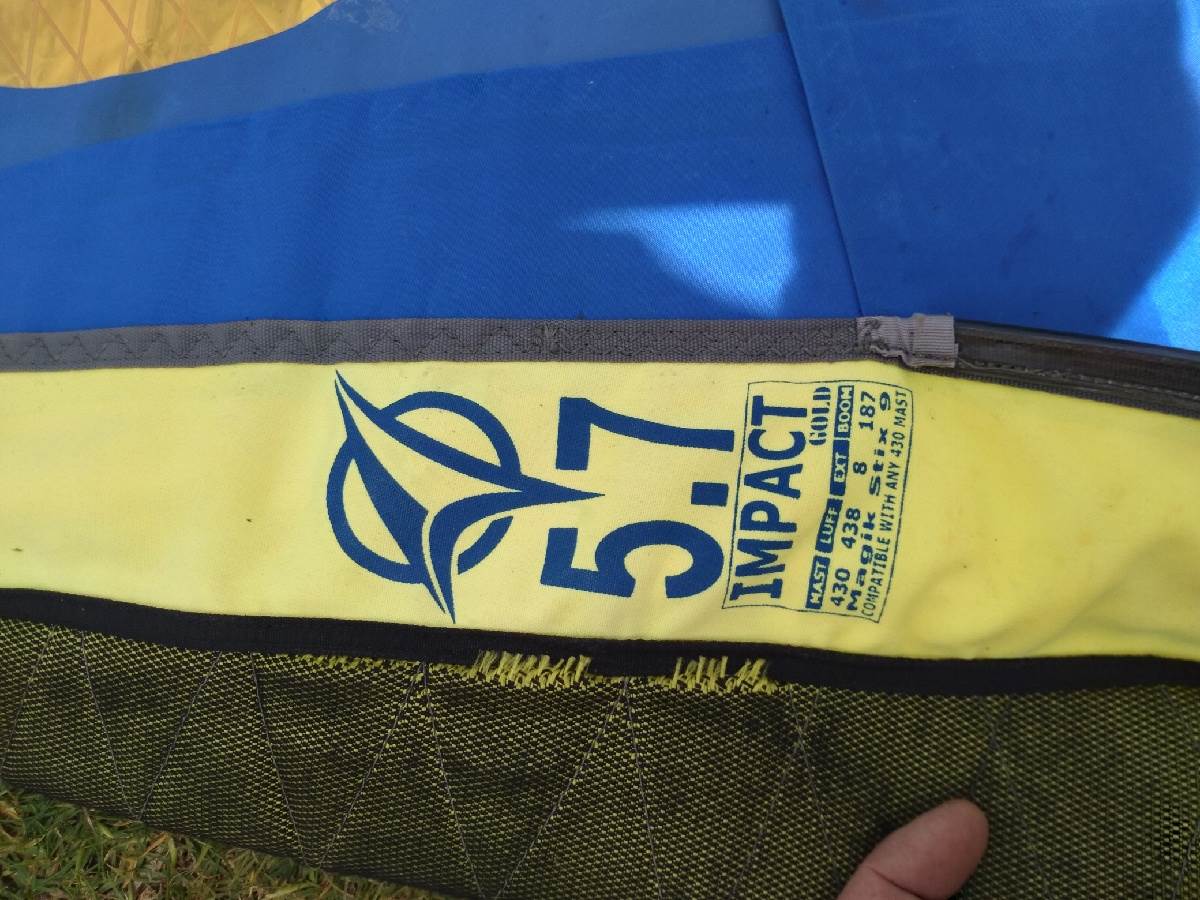 5.7
IMPACT
GOLD
MAST LUFF EXT BOOM
430 438 8 187
Magik Stix 9
COMPATIBLE WITH ANY 430 MAST